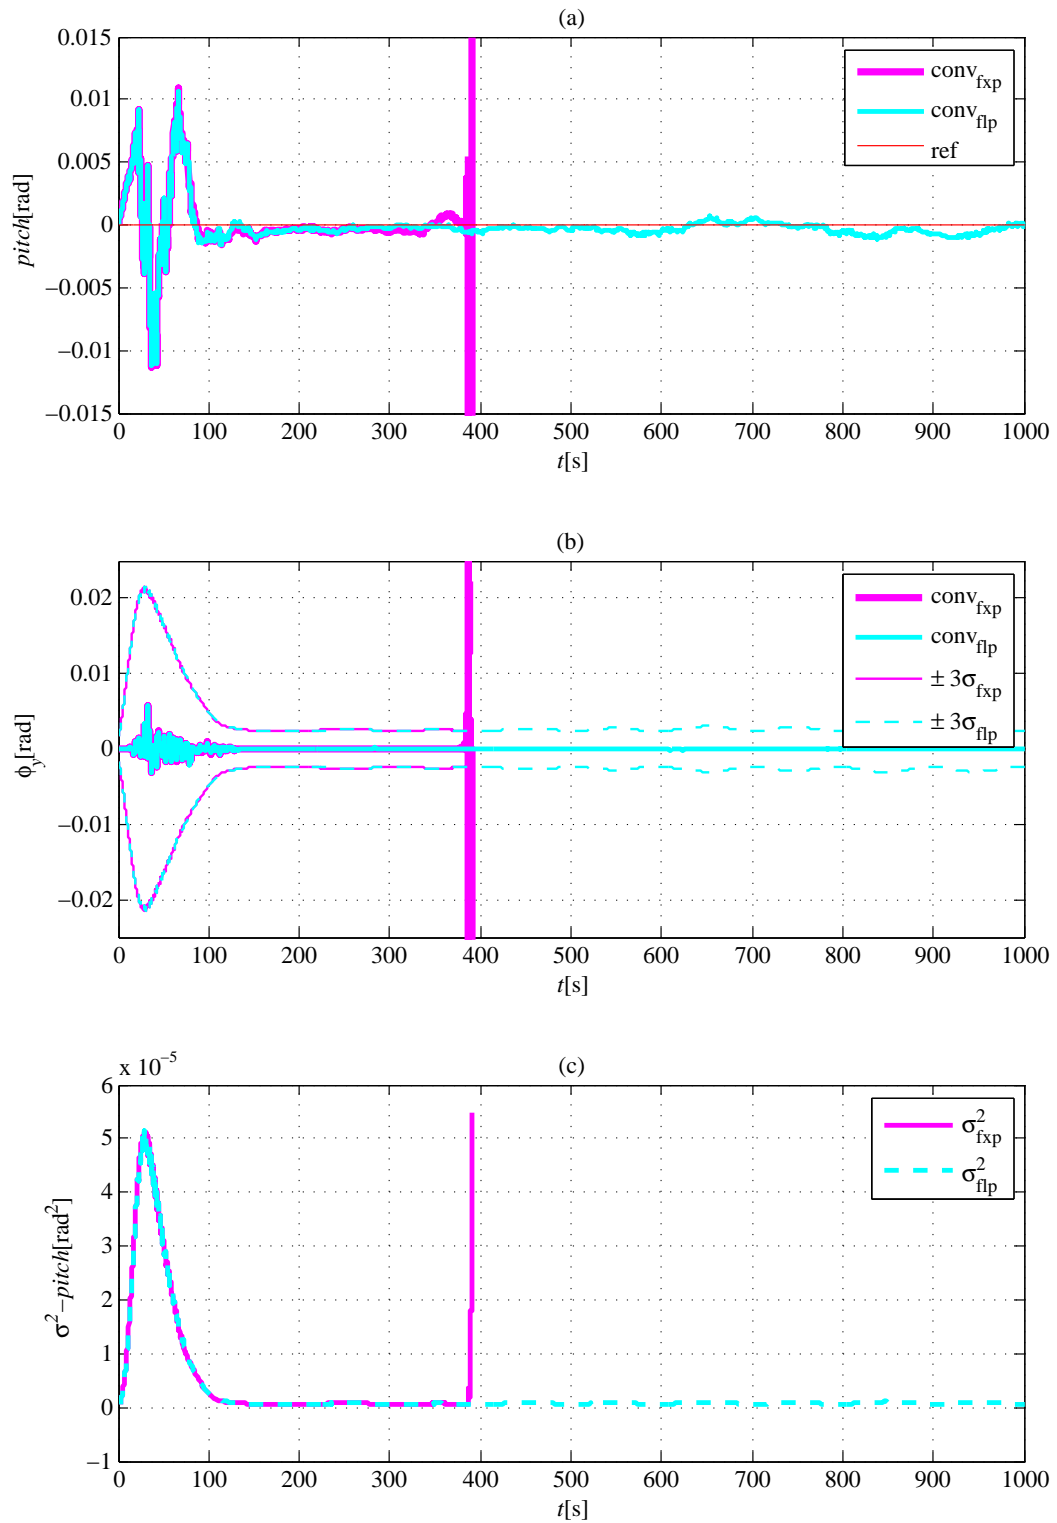 (a)
0.015
0.01
0.005
0
−0.005
−0.01
−0.015
pitch[rad]
conv_fxp
conv_flp
ref
0 100 200 300 400 500 600 700 800 900 1000
t[s]
(b)
0.02
0.01
0
−0.01
−0.02
ϕ_y[rad]
conv_fxp
conv_flp
± 3σ_fxp
± 3σ_flp
0 100 200 300 400 500 600 700 800 900 1000
t[s]
(c)
x 10^−5
6
5
4
3
2
1
0
−1
σ^2−pitch[rad^2]
σ^2_fxp
σ^2_flp
0 100 200 300 400 500 600 700 800 900 1000
t[s]